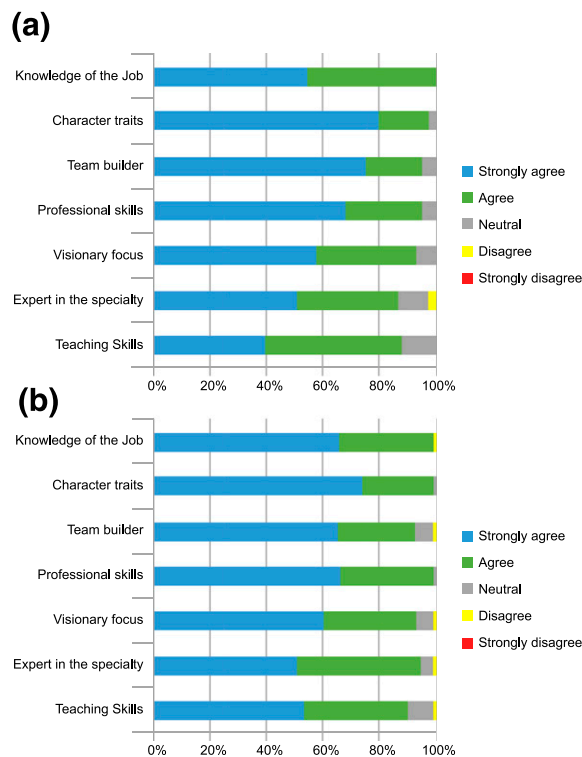 (a)
Knowledge of the Job
Character traits
Team builder
Professional skills
Visionary focus
Expert in the specialty
Teaching Skills
0% 20% 40% 60% 80% 100%
Strongly agree
Agree
Neutral
Disagree
Strongly disagree
(b)
Knowledge of the Job
Character traits
Team builder
Professional skills
Visionary focus
Expert in the specialty
Teaching Skills
0% 20% 40% 60% 80% 100%
Strongly agree
Agree
Neutral
Disagree
Strongly disagree